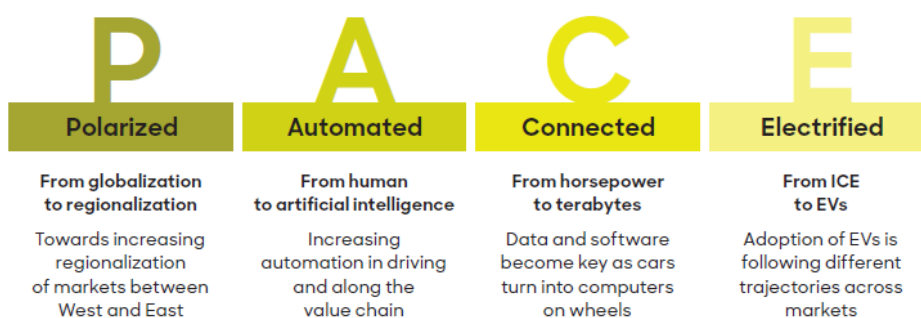 P
Polarized
From globalization
to regionalization
Towards increasing
regionalization
of markets between
West and East
A
Automated
From human
to artificial intelligence
Increasing
automation in driving
and along the
value chain
C
Connected
From horsepower
to terabytes
Data and software
become key as cars
turn into computers
on wheels
E
Electrified
From ICE
to EVs
Adoption of EVs is
following different
trajectories across
markets